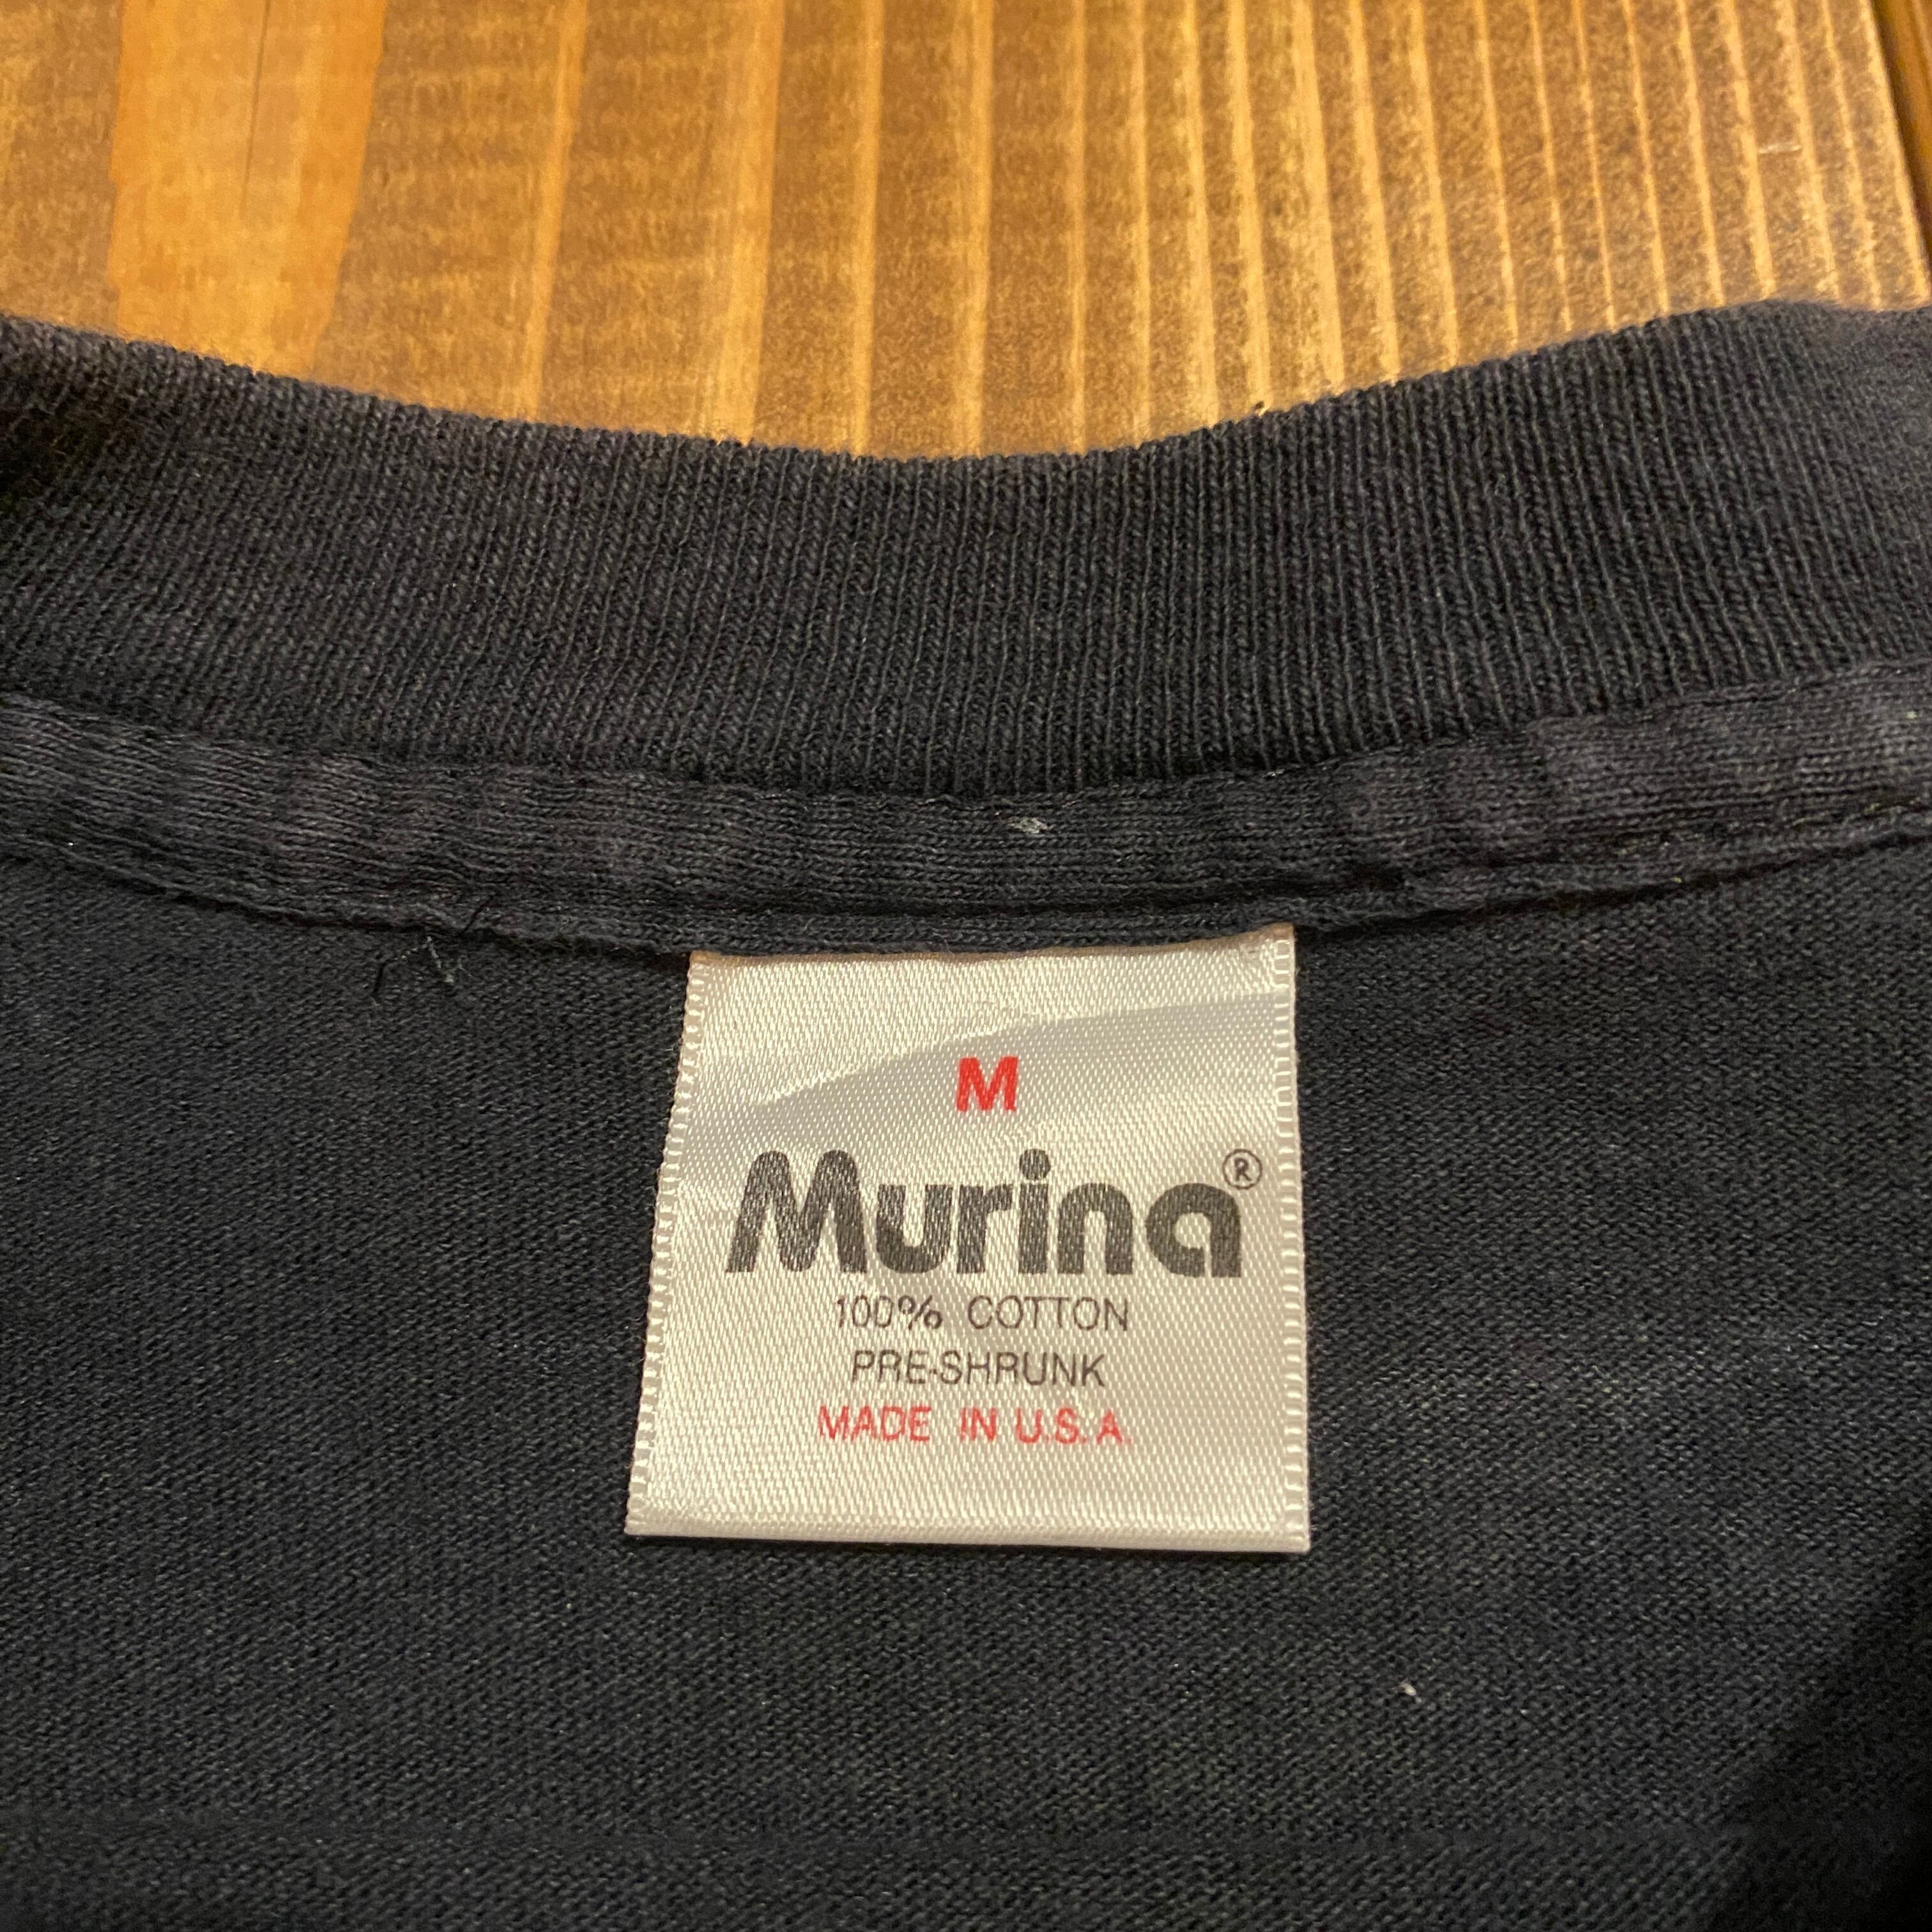 M
Murina®
100% COTTON
PRE-SHRUNK
MADE IN U.S.A.